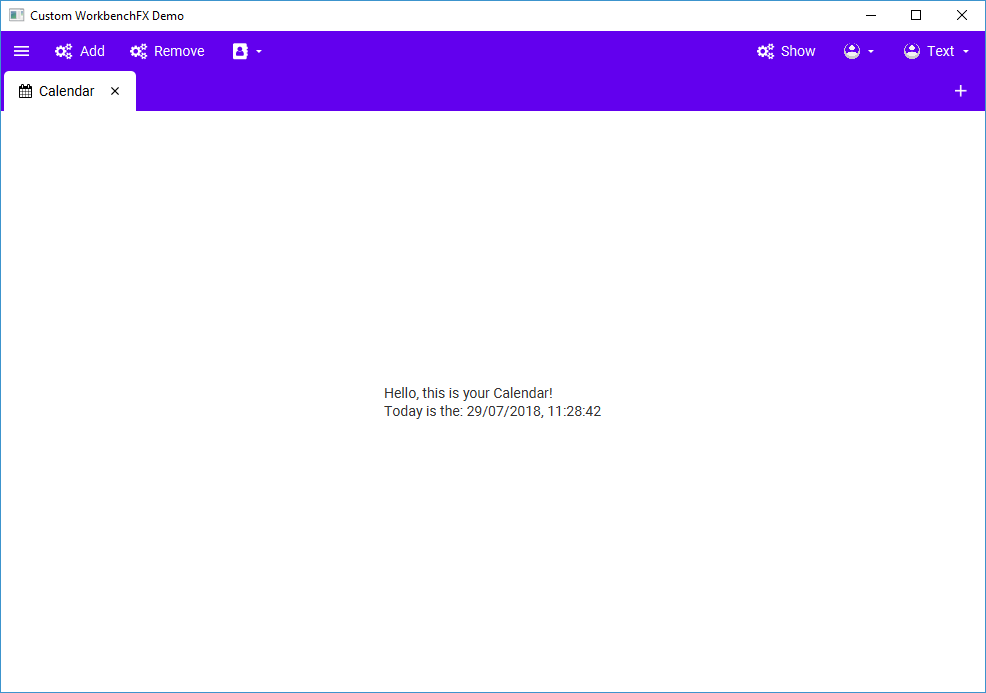 Custom WorkbenchFX Demo
Add Remove Show Text
Calendar
Hello, this is your Calendar!
Today is the: 29/07/2018, 11:28:42